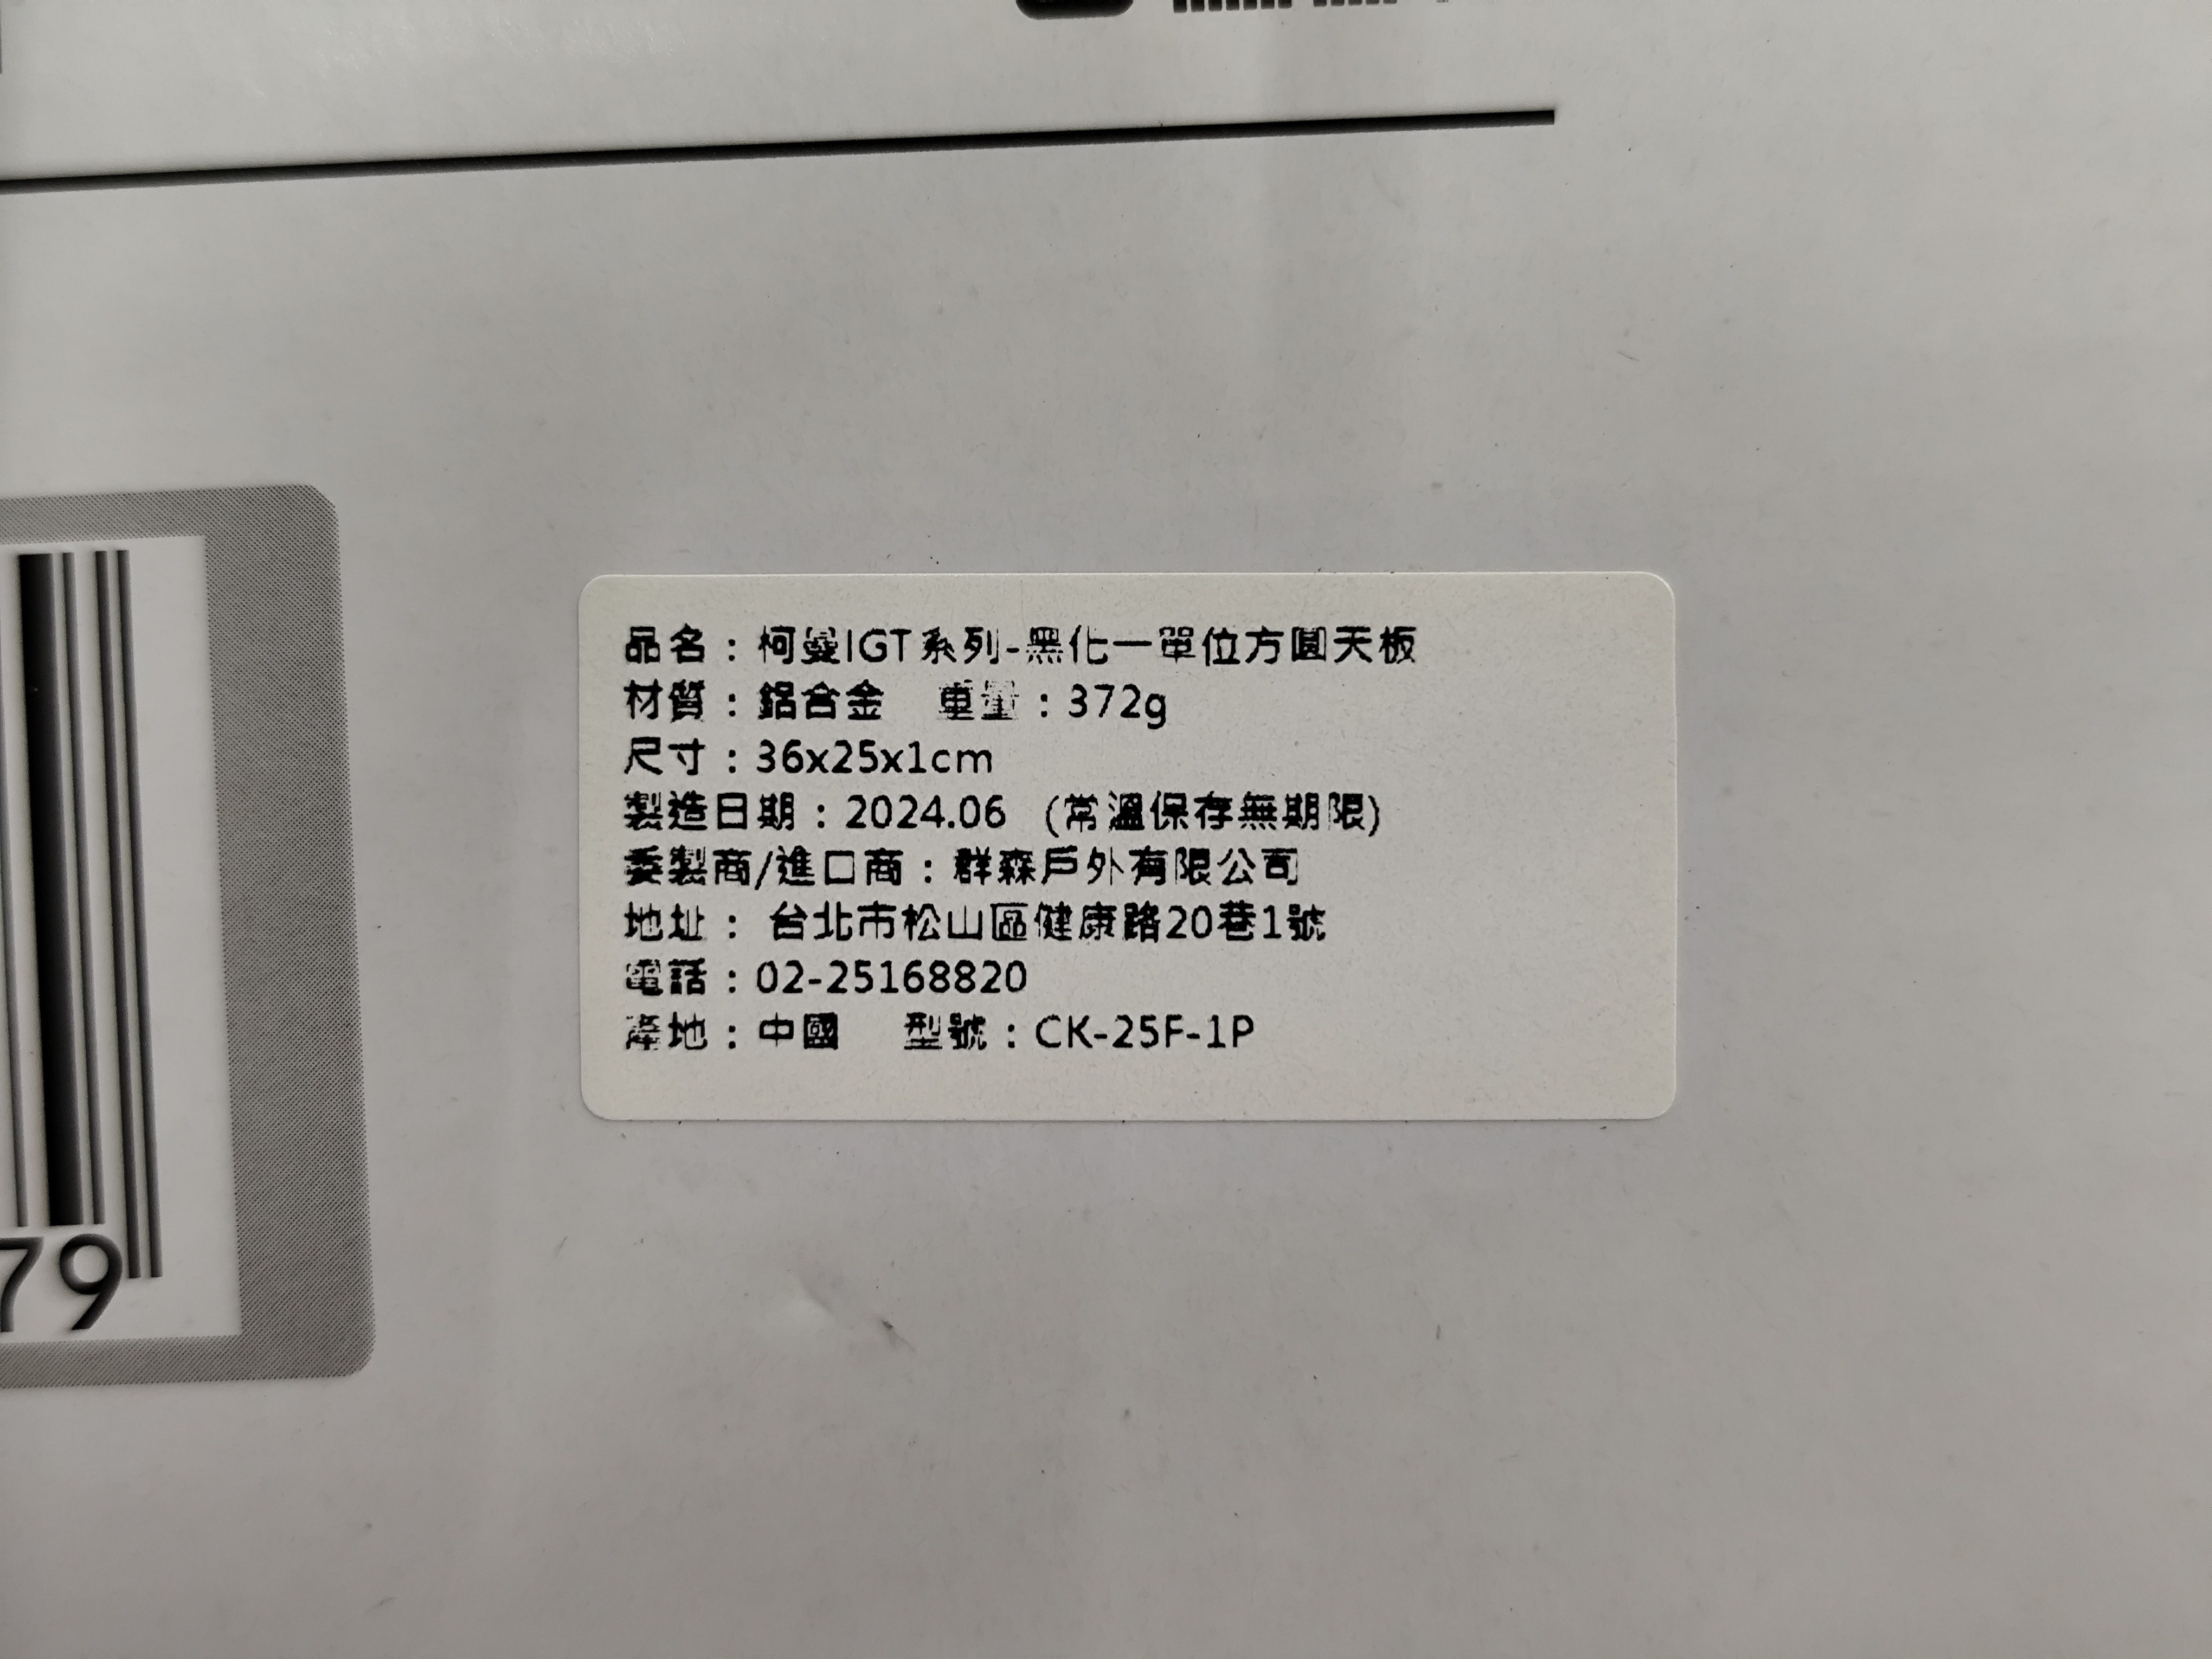 品名：柯曼IGT系列-黑化一單位方圓天板
材質：鋁合金 重量：372g
尺寸：36x25x1cm
製造日期：2024.06 (常溫保存無期限)
委製商/進口商：群森戶外有限公司
地址： 台北市松山區健康路20巷1號
電話：02-25168820
產地：中國 型號：CK-25F-1P
79